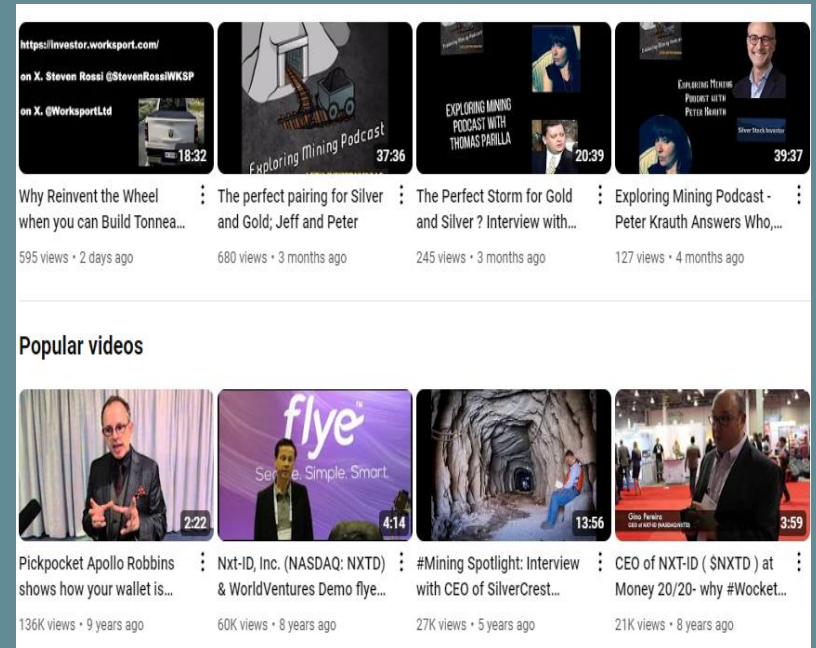 https://investor.worksport.com/
on X. Steven Rossi @StevenRossiWKSP
on X. @WorksportLtd
18:32
Exploring Mining Podcast
37:36
EXPLORING MINING
PODCAST WITH
THOMAS PARILLA
20:39
EXPLORING MINING
PODCAST WITH
PETER KRAUTH
Silver Stock Investor
39:37
Why Reinvent the Wheel
when you can Build Tonnea...
595 views • 2 days ago
The perfect pairing for Silver
and Gold; Jeff and Peter
680 views • 3 months ago
The Perfect Storm for Gold
and Silver ? Interview with...
245 views • 3 months ago
Exploring Mining Podcast -
Peter Krauth Answers Who,...
127 views • 4 months ago
Popular videos
2:22
flye
Secure. Simple. Smart.
4:14
13:56
Gino Pereira
CEO of NXT-ID (NASDAQ:NXTD)
3:59
Pickpocket Apollo Robbins
shows how your wallet is...
136K views • 9 years ago
Nxt-ID, Inc. (NASDAQ: NXTD)
& WorldVentures Demo flye...
60K views • 8 years ago
#Mining Spotlight: Interview
with CEO of SilverCrest...
27K views • 5 years ago
CEO of NXT-ID ( $NXTD ) at
Money 20/20- why #Wocket...
21K views • 8 years ago